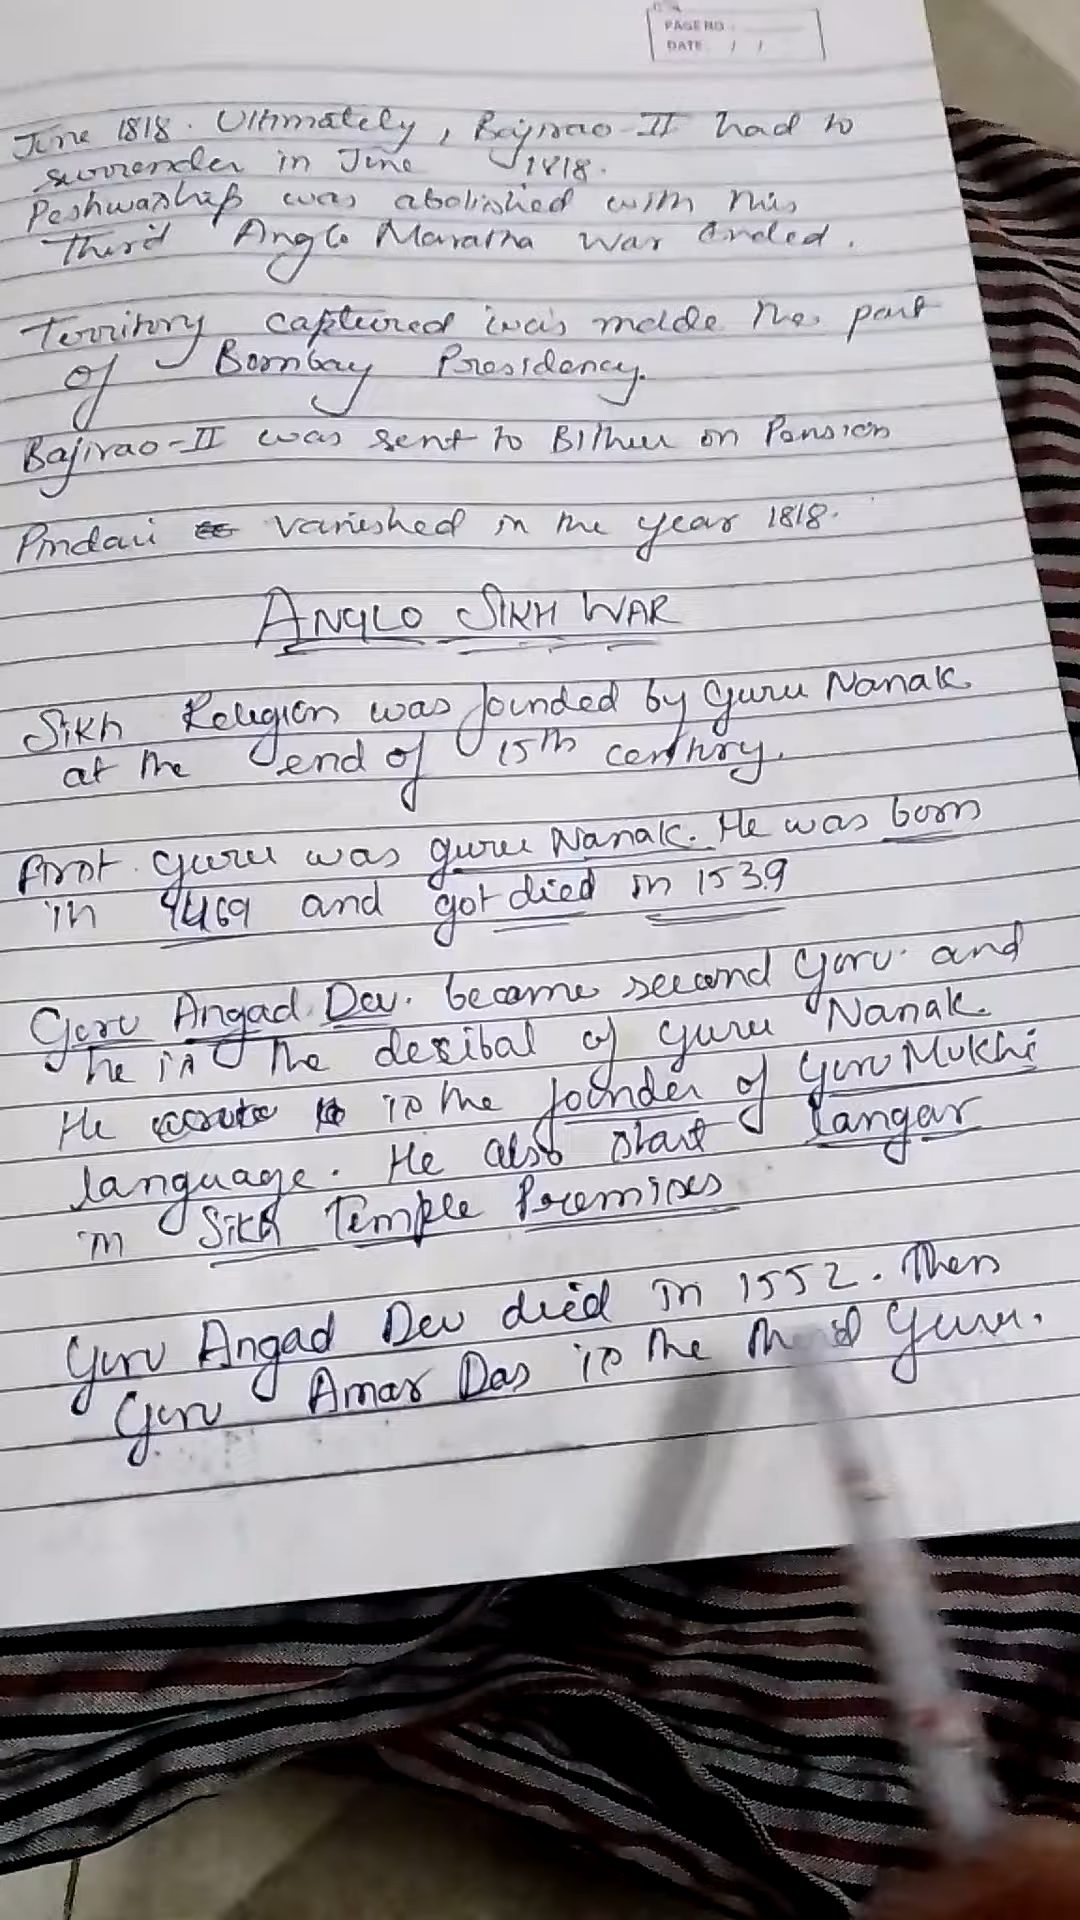 PAGE NO.
DATE / /
June 1818. Ultimately, Bajirao-II had to
surrender in June 1818.
Peshwaship was abolished with this
Third Anglo Maratha War ended.
Territory captured was made the part
of Bombay Presidency.
Bajirao-II was sent to Bithur on Pension
Pindari vanished in the year 1818.
ANGLO SIKH WAR
Sikh Religion was founded by Guru Nanak
at the end of 15th century.
First Guru was guru Nanak. He was born
in 1469 and got died in 1539
Guru Angad Dev. became second Guru and
he is the desibal of guru Nanak.
He is the founder of Guru Mukhi
language. He also start langar
in Sikh Temple Premises
Guru Angad Dev died in 1552. Then
Guru Amar Das is the third Guru.